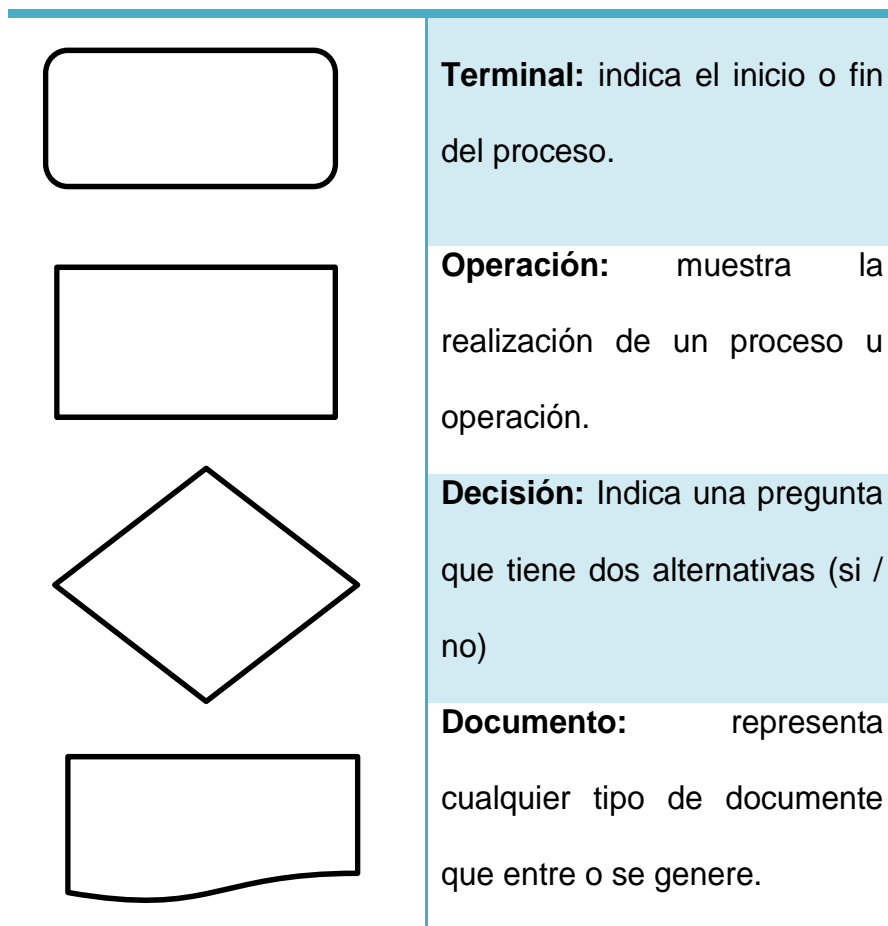 Terminal: indica el inicio o fin
del proceso.
Operación: muestra la
realización de un proceso u
operación.
Decisión: Indica una pregunta
que tiene dos alternativas (si /
no)
Documento: representa
cualquier tipo de documente
que entre o se genere.